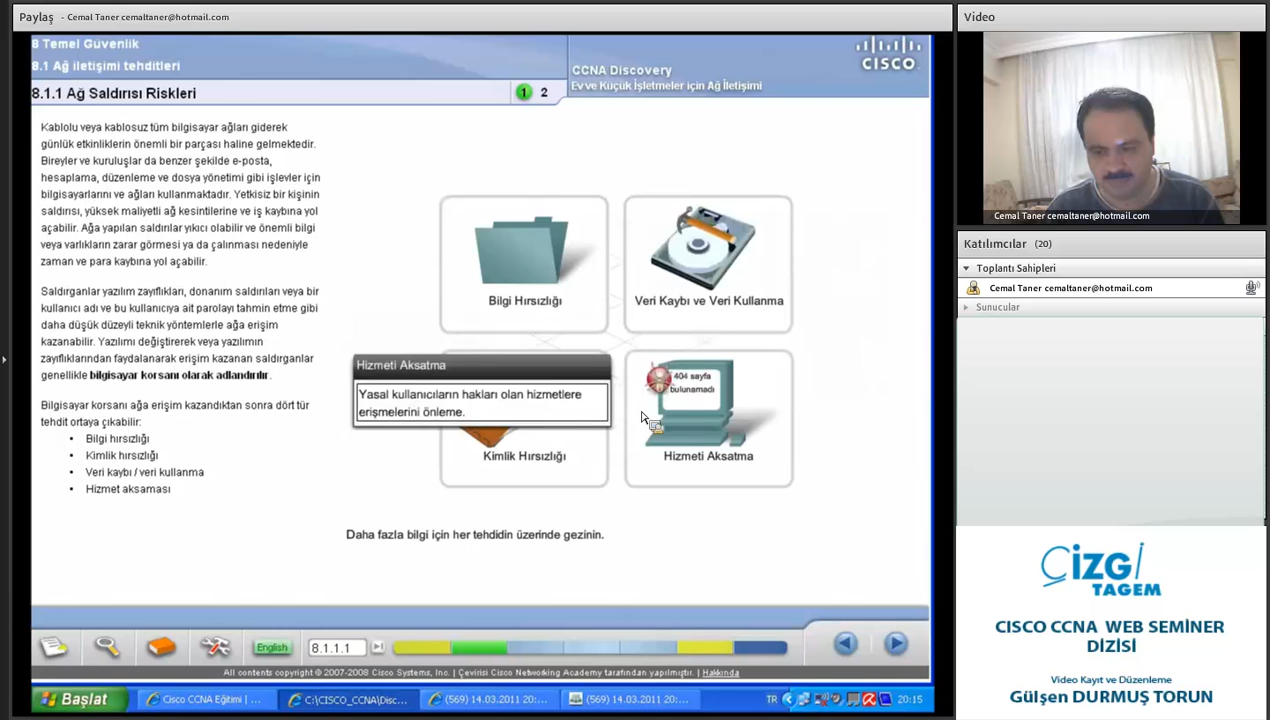 Paylaş - Cemal Taner cemaltaner@hotmail.com
8 Temel Güvenlik
8.1 Ağ iletişimi tehditleri
8.1.1 Ağ Saldırısı Riskleri
1 2
CCNA Discovery
Ev ve Küçük İşletmeler için Ağ İletişimi
CISCO
Kablolu veya kablosuz tüm bilgisayar ağları giderek
günlük etkinliklerin önemli bir parçası haline gelmektedir.
Bireyler ve kuruluşlar da benzer şekilde e-posta,
hesaplama, düzenleme ve dosya yönetimi gibi işlevler için
bilgisayarlarını ve ağları kullanmaktadır. Yetkisiz bir kişinin
saldırısı, yüksek maliyetli ağ kesintilerine ve iş kaybına yol
açabilir. Ağa yapılan saldırılar yıkıcı olabilir ve önemli bilgi
veya varlıkların zarar görmesi ya da çalınması nedeniyle
zaman ve para kaybına yol açabilir.
Saldırganlar yazılım zayıflıkları, donanım saldırıları veya bir
kullanıcı adı ve bu kullanıcıya ait parolayı tahmin etme gibi
daha düşük düzeyli teknik yöntemlerle ağa erişim
kazanabilir. Yazılımı değiştirerek veya yazılımın
zayıflıklarından faydalanarak erişim kazanan saldırganlar
genellikle bilgisayar korsanı olarak adlandırılır.
Bilgisayar korsanı ağa erişim kazandıktan sonra dört tür
tehdit ortaya çıkabilir:
• Bilgi hırsızlığı
• Kimlik hırsızlığı
• Veri kaybı / veri kullanma
• Hizmet aksaması
Bilgi Hırsızlığı
Veri Kaybı ve Veri Kullanma
Hizmeti Aksatma
Yasal kullanıcıların hakları olan hizmetlere
erişmelerini önleme.
404 sayfa
bulunamadı
Kimlik Hırsızlığı
Hizmeti Aksatma
Daha fazla bilgi için her tehdidin üzerinde gezinin.
English
8.1.1.1
All contents copyright © 2007-2008 Cisco Systems, Inc. | Çevirisi Cisco Networking Academy tarafından yapılmıştır. | Hakkında
Başlat
Cisco CCNA Eğitimi | ...
C:\CISCO_CCNA\Disc...
(569) 14.03.2011 20:...
(569) 14.03.2011 20:...
TR
20:15
Video
Cemal Taner cemaltaner@hotmail.com
Katılımcılar (20)
Toplantı Sahipleri
Cemal Taner cemaltaner@hotmail.com
Sunucular
ÇİZGİ
TAGEM
CISCO CCNA WEB SEMİNER
DİZİSİ
Video Kayıt ve Düzenleme
Gülşen DURMUŞ TORUN